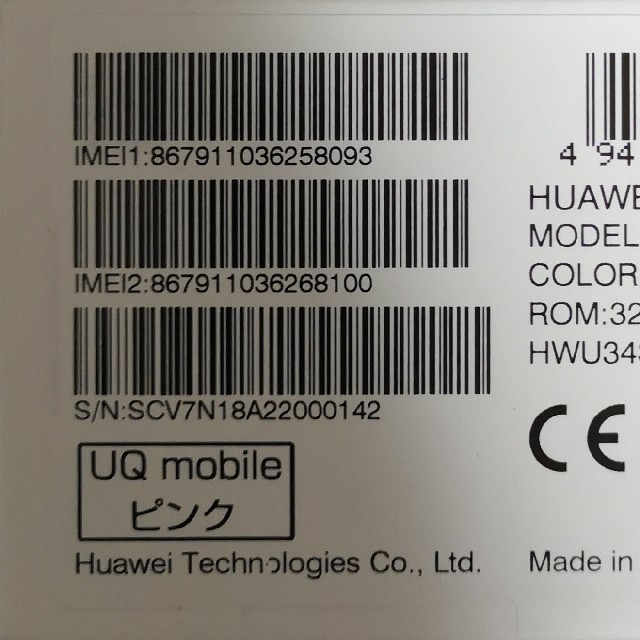 IMEI1:867911036258093
IMEI2:867911036268100
S/N:SCV7N18A22000142
UQ mobile
ピンク
Huawei Technologies Co., Ltd.
4 94
HUAWE
MODEL
COLOR
ROM:32
HWU34
CE
Made in